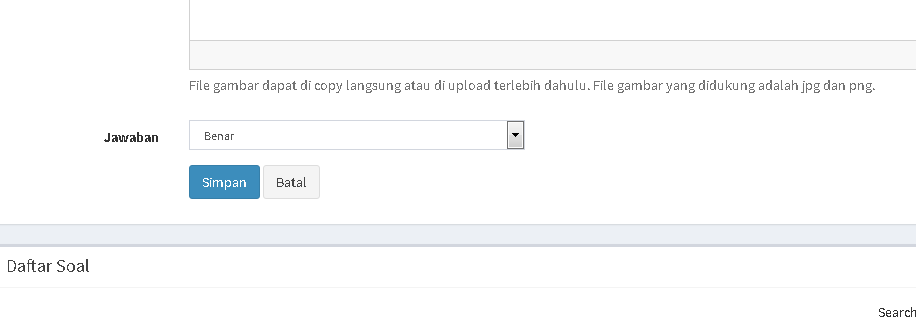 File gambar dapat di copy langsung atau di upload terlebih dahulu. File gambar yang didukung adalah jpg dan png.
Jawaban Benar
Simpan Batal
Daftar Soal
Search